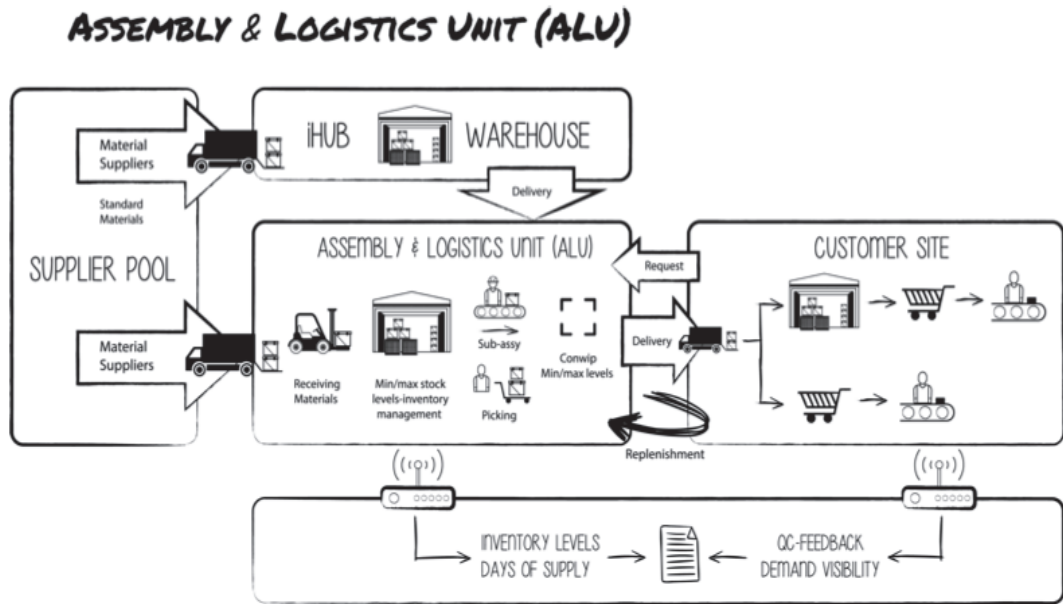 ASSEMBLY & LOGISTICS UNIT (ALU)
Material
Suppliers
Standard
Materials
SUPPLIER POOL
Material
Suppliers
iHUB WAREHOUSE
Delivery
ASSEMBLY & LOGISTICS UNIT (ALU)
Receiving
Materials
Min/max stock
levels-inventory
management
Sub-assy
Picking
Conwip
Min/max levels
Request
Delivery
Replenishment
CUSTOMER SITE
INVENTORY LEVELS
DAYS OF SUPPLY
QC-FEEDBACK
DEMAND VISIBILITY